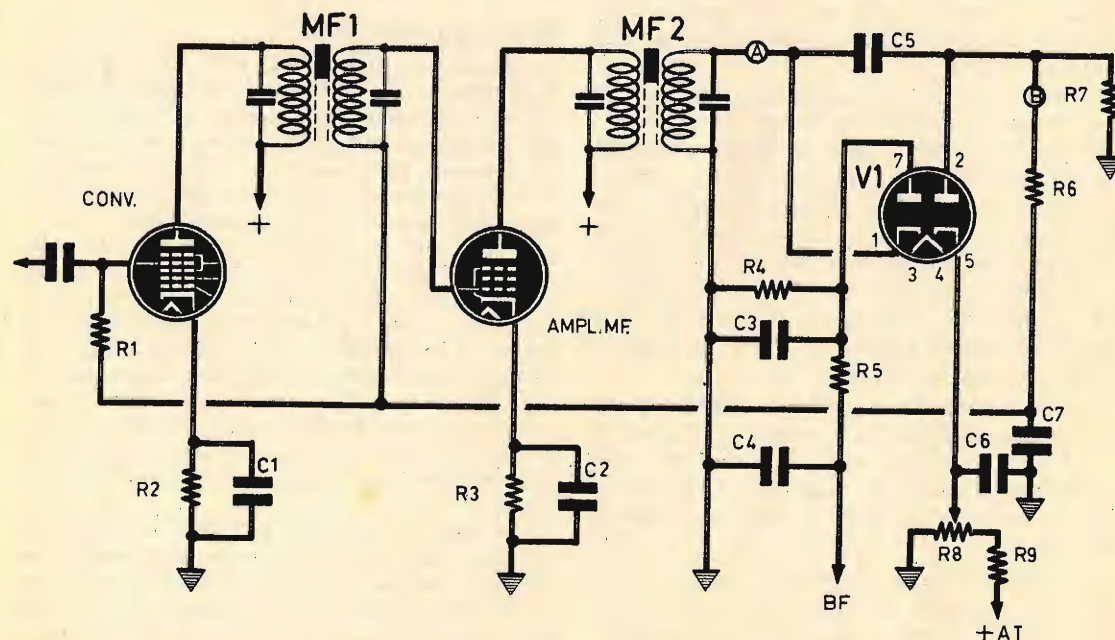 MF1
MF2
A
C5
B
R7
7
2
V1
R6
CONV.
1
3
4
5
R4
R1
AMPL.MF.
C3
R5
C7
C6
C4
C1
R2
C2
R3
R8
R9
BF
+
+
+AT